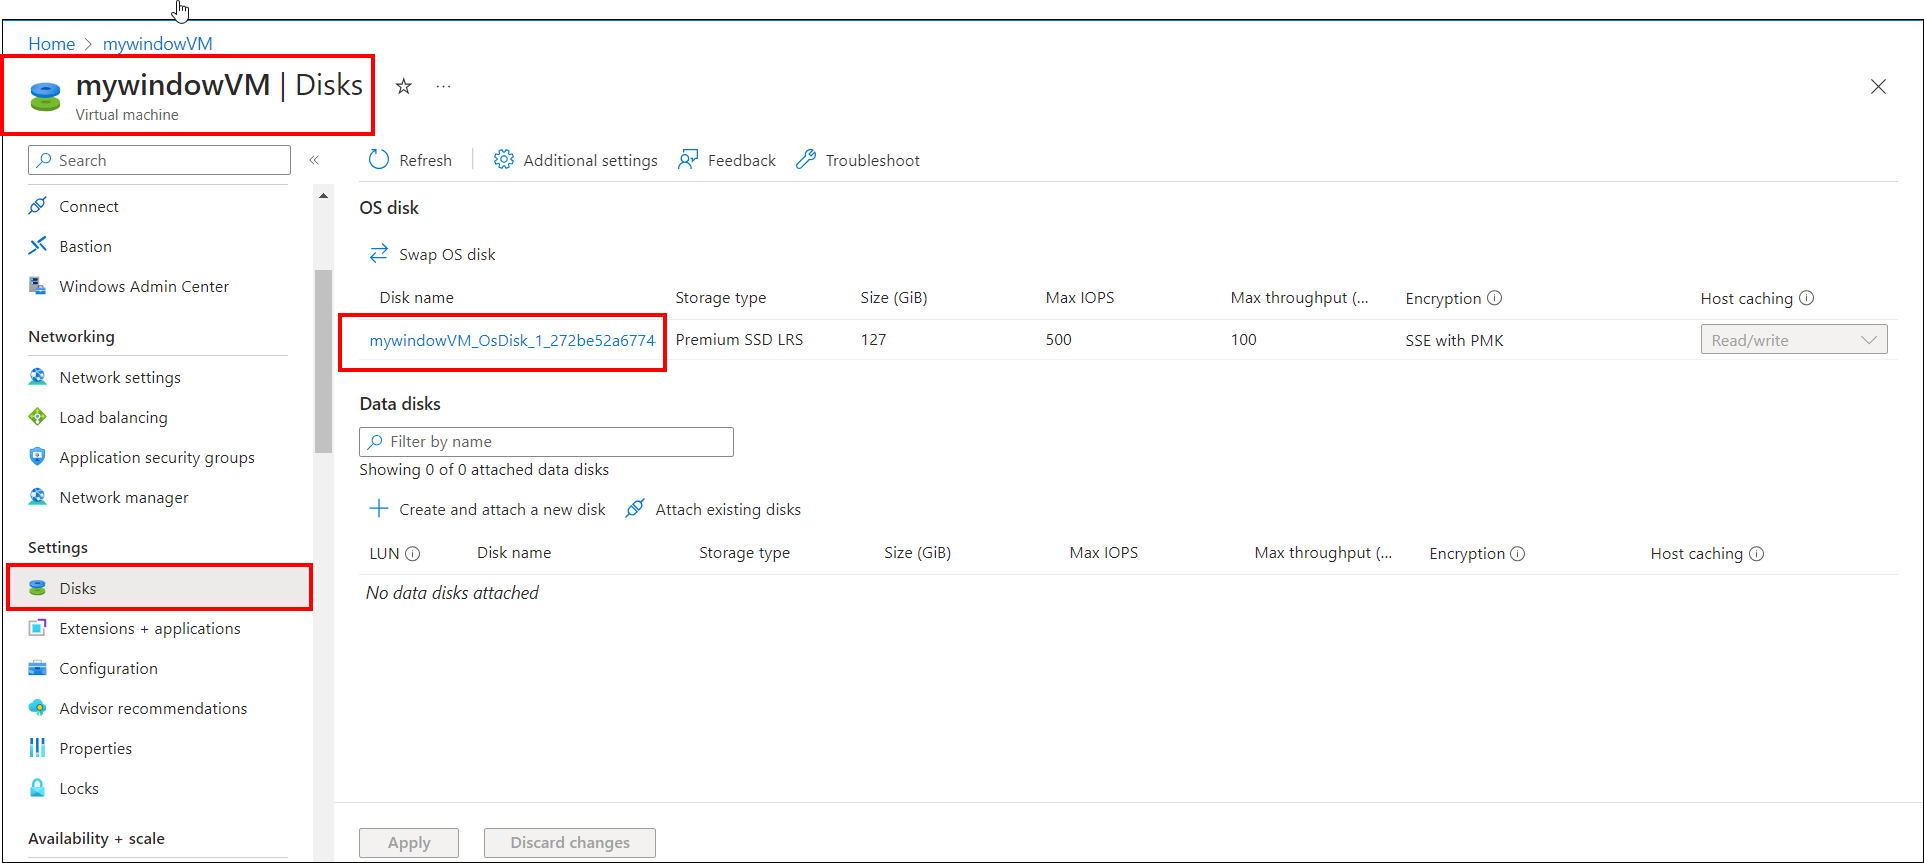 Home > mywindowVM
mywindowVM | Disks
Virtual machine
Search
Connect
Bastion
Windows Admin Center
Networking
Network settings
Load balancing
Application security groups
Network manager
Settings
Disks
Extensions + applications
Configuration
Advisor recommendations
Properties
Locks
Availability + scale
Refresh Additional settings Feedback Troubleshoot
OS disk
Swap OS disk
Disk name Storage type Size (GiB) Max IOPS Max throughput (... Encryption Host caching
mywindowVM_OsDisk_1_272be52a6774 Premium SSD LRS 127 500 100 SSE with PMK Read/write
Data disks
Filter by name
Showing 0 of 0 attached data disks
Create and attach a new disk Attach existing disks
LUN Disk name Storage type Size (GiB) Max IOPS Max throughput (... Encryption Host caching
No data disks attached
Apply Discard changes